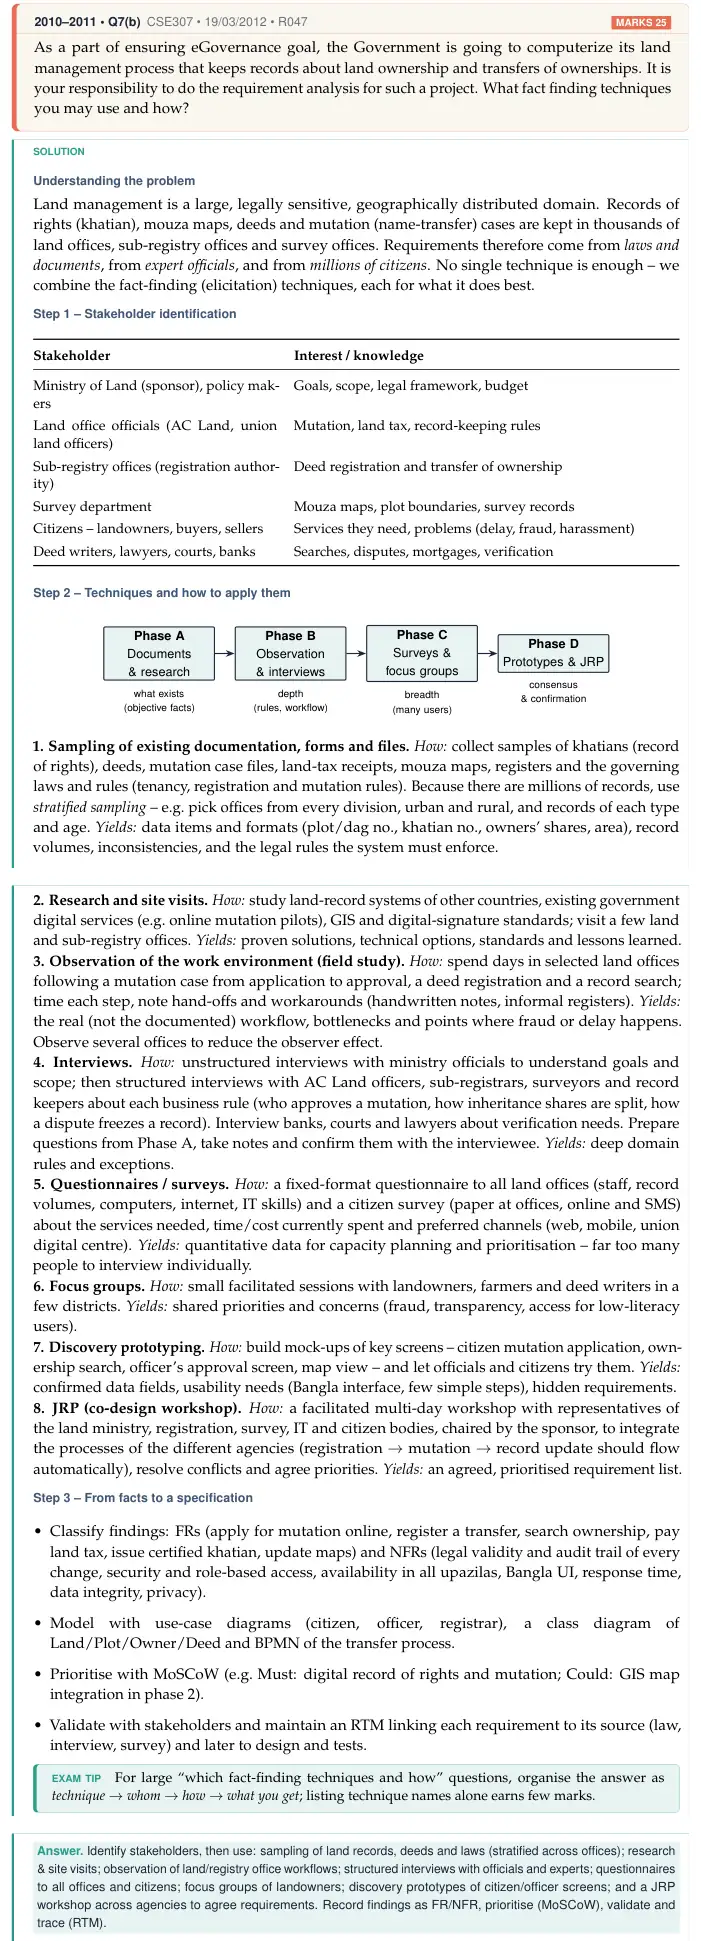 2010–2011 • Q7(b) CSE307 • 19/03/2012 • R047 MARKS 25
As a part of ensuring eGovernance goal, the Government is going to computerize its land
management process that keeps records about land ownership and transfers of ownerships. It is
your responsibility to do the requirement analysis for such a project. What fact finding techniques
you may use and how?
SOLUTION
Understanding the problem
Land management is a large, legally sensitive, geographically distributed domain. Records of
rights (khatian), mouza maps, deeds and mutation (name-transfer) cases are kept in thousands of
land offices, sub-registry offices and survey offices. Requirements therefore come from laws and
documents, from expert officials, and from millions of citizens. No single technique is enough – we
combine the fact-finding (elicitation) techniques, each for what it does best.
Step 1 – Stakeholder identification
Stakeholder Interest / knowledge
Ministry of Land (sponsor), policy mak- Goals, scope, legal framework, budget
ers
Land office officials (AC Land, union Mutation, land tax, record-keeping rules
land officers)
Sub-registry offices (registration author- Deed registration and transfer of ownership
ity)
Survey department Mouza maps, plot boundaries, survey records
Citizens – landowners, buyers, sellers Services they need, problems (delay, fraud, harassment)
Deed writers, lawyers, courts, banks Searches, disputes, mortgages, verification
Step 2 – Techniques and how to apply them
Phase A
Documents
& research
what exists
(objective facts)
Phase B
Observation
& interviews
depth
(rules, workflow)
Phase C
Surveys &
focus groups
breadth
(many users)
Phase D
Prototypes & JRP
consensus
& confirmation
1. Sampling of existing documentation, forms and files. How: collect samples of khatians (record
of rights), deeds, mutation case files, land-tax receipts, mouza maps, registers and the governing
laws and rules (tenancy, registration and mutation rules). Because there are millions of records, use
stratified sampling – e.g. pick offices from every division, urban and rural, and records of each type
and age. Yields: data items and formats (plot/dag no., khatian no., owners' shares, area), record
volumes, inconsistencies, and the legal rules the system must enforce.
2. Research and site visits. How: study land-record systems of other countries, existing government
digital services (e.g. online mutation pilots), GIS and digital-signature standards; visit a few land
and sub-registry offices. Yields: proven solutions, technical options, standards and lessons learned.
3. Observation of the work environment (field study). How: spend days in selected land offices
following a mutation case from application to approval, a deed registration and a record search;
time each step, note hand-offs and workarounds (handwritten notes, informal registers). Yields:
the real (not the documented) workflow, bottlenecks and points where fraud or delay happens.
Observe several offices to reduce the observer effect.
4. Interviews. How: unstructured interviews with ministry officials to understand goals and
scope; then structured interviews with AC Land officers, sub-registrars, surveyors and record
keepers about each business rule (who approves a mutation, how inheritance shares are split, how
a dispute freezes a record). Interview banks, courts and lawyers about verification needs. Prepare
questions from Phase A, take notes and confirm them with the interviewee. Yields: deep domain
rules and exceptions.
5. Questionnaires / surveys. How: a fixed-format questionnaire to all land offices (staff, record
volumes, computers, internet, IT skills) and a citizen survey (paper at offices, online and SMS)
about the services needed, time/cost currently spent and preferred channels (web, mobile, union
digital centre). Yields: quantitative data for capacity planning and prioritisation – far too many
people to interview individually.
6. Focus groups. How: small facilitated sessions with landowners, farmers and deed writers in a
few districts. Yields: shared priorities and concerns (fraud, transparency, access for low-literacy
users).
7. Discovery prototyping. How: build mock-ups of key screens – citizen mutation application, own-
ership search, officer's approval screen, map view – and let officials and citizens try them. Yields:
confirmed data fields, usability needs (Bangla interface, few simple steps), hidden requirements.
8. JRP (co-design workshop). How: a facilitated multi-day workshop with representatives of
the land ministry, registration, survey, IT and citizen bodies, chaired by the sponsor, to integrate
the processes of the different agencies (registration → mutation → record update should flow
automatically), resolve conflicts and agree priorities. Yields: an agreed, prioritised requirement list.
Step 3 – From facts to a specification
• Classify findings: FRs (apply for mutation online, register a transfer, search ownership, pay
land tax, issue certified khatian, update maps) and NFRs (legal validity and audit trail of every
change, security and role-based access, availability in all upazilas, Bangla UI, response time,
data integrity, privacy).
• Model with use-case diagrams (citizen, officer, registrar), a class diagram of
Land/Plot/Owner/Deed and BPMN of the transfer process.
• Prioritise with MoSCoW (e.g. Must: digital record of rights and mutation; Could: GIS map
integration in phase 2).
• Validate with stakeholders and maintain an RTM linking each requirement to its source (law,
interview, survey) and later to design and tests.
EXAM TIP For large “which fact-finding techniques and how” questions, organise the answer as
technique → whom → how → what you get; listing technique names alone earns few marks.
Answer. Identify stakeholders, then use: sampling of land records, deeds and laws (stratified across offices); research
& site visits; observation of land/registry office workflows; structured interviews with officials and experts; questionnaires
to all offices and citizens; focus groups of landowners; discovery prototypes of citizen/officer screens; and a JRP
workshop across agencies to agree requirements. Record findings as FR/NFR, prioritise (MoSCoW), validate and
trace (RTM).